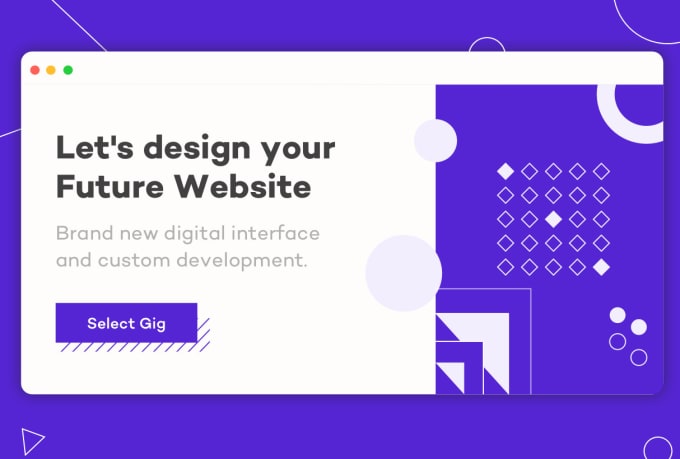 Let's design your
Future Website
Brand new digital interface
and custom development.
Select Gig